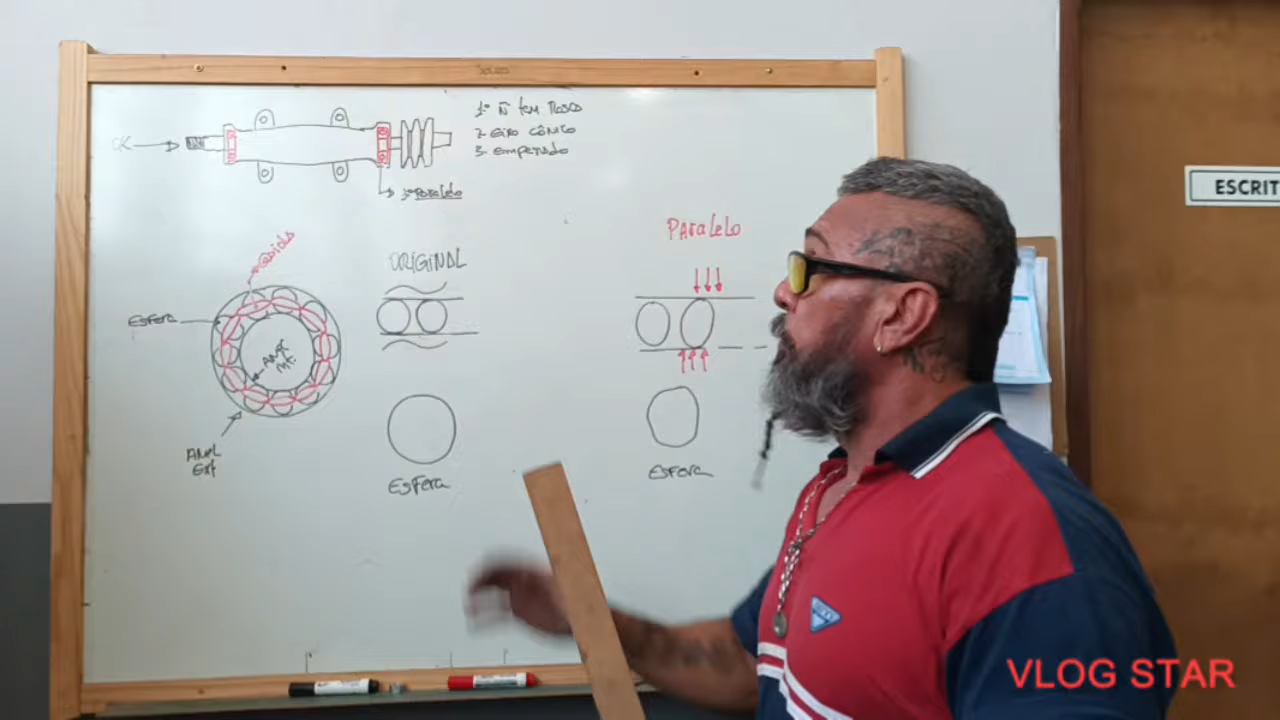 OK
1º Ñ tem Rosca
2- Giro cônico
3- empenado
Paralelo
ORIGINAL
Paralelo
Esfera
ANEL
INT.
ANEL
EXT
Esfera
Esfera
ESCRIT
VLOG STAR